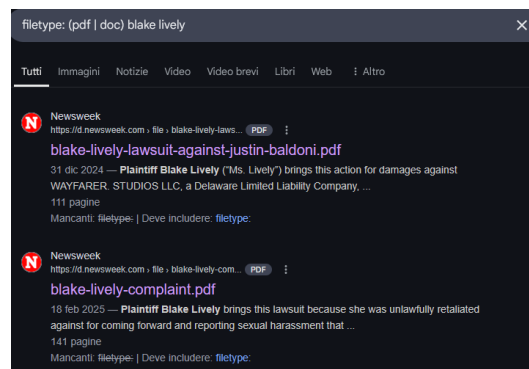 filetype: (pdf | doc) blake lively
Tutti Immagini Notizie Video Video brevi Libri Web Altro
N
Newsweek
https://d.newsweek.com › file › blake-lively-laws... PDF
blake-lively-lawsuit-against-justin-baldoni.pdf
31 dic 2024 — Plaintiff Blake Lively ("Ms. Lively") brings this action for damages against
WAYFARER. STUDIOS LLC, a Delaware Limited Liability Company, ...
111 pagine
Mancanti: filetype: | Deve includere: filetype:
N
Newsweek
https://d.newsweek.com › file › blake-lively-com... PDF
blake-lively-complaint.pdf
18 feb 2025 — Plaintiff Blake Lively brings this lawsuit because she was unlawfully retaliated
against for coming forward and reporting sexual harassment that ...
141 pagine
Mancanti: filetype: | Deve includere: filetype: